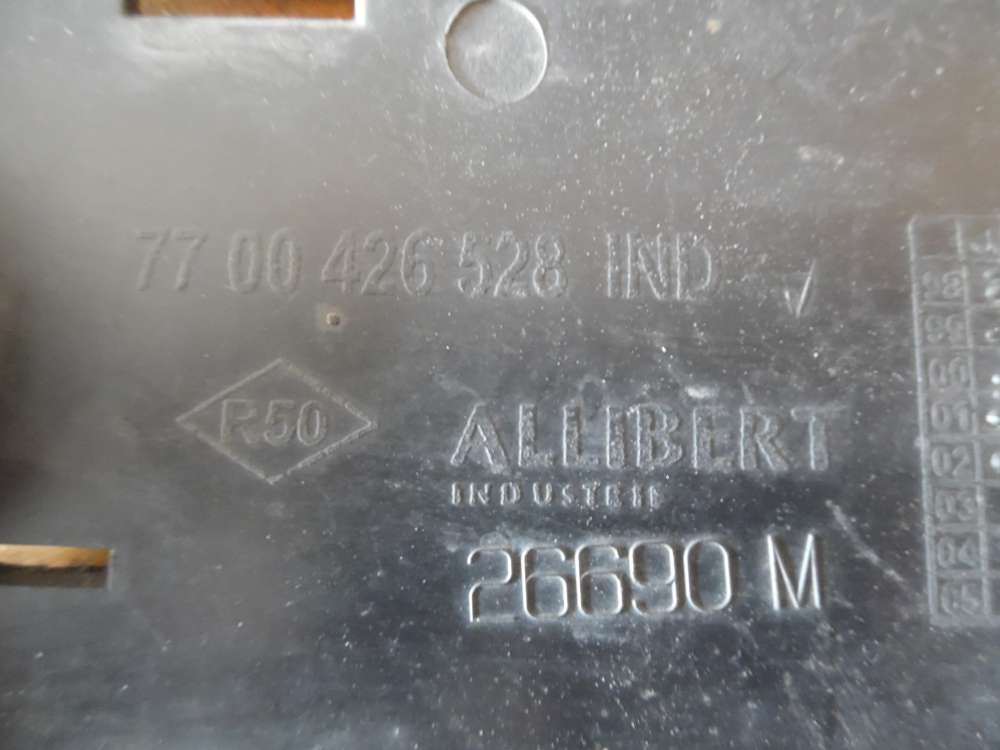 77 00 426 528 IND A
R50
ALLIBERT
INDUSTRIE
26690 M
98
99
00
01
02
03
04
05